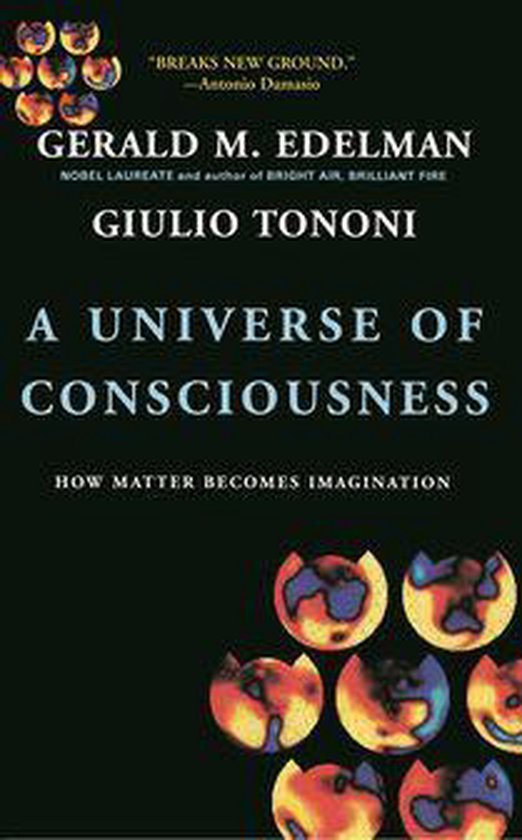 "BREAKS NEW GROUND."
—Antonio Damasio
GERALD M. EDELMAN
NOBEL LAUREATE and author of BRIGHT AIR, BRILLIANT FIRE
GIULIO TONONI
A UNIVERSE OF
CONSCIOUSNESS
HOW MATTER BECOMES IMAGINATION